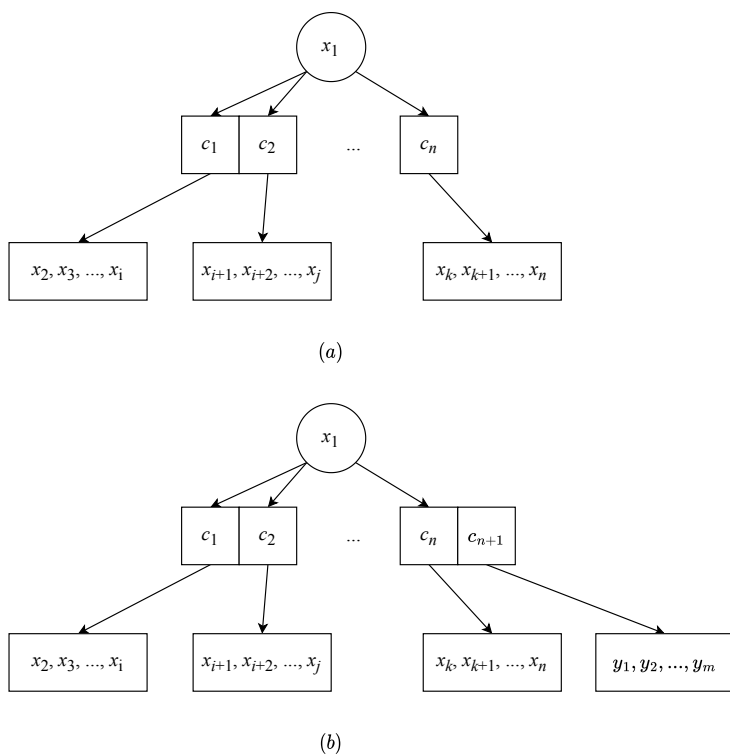 x₁
c₁ c₂ ... cₙ
x₂, x₃, ..., xᵢ xᵢ₊₁, xᵢ₊₂, ..., xⱼ xₖ, xₖ₊₁, ..., xₙ
(a)
x₁
c₁ c₂ ... cₙ cₙ₊₁
x₂, x₃, ..., xᵢ xᵢ₊₁, xᵢ₊₂, ..., xⱼ xₖ, xₖ₊₁, ..., xₙ y₁, y₂, ..., yₘ
(b)